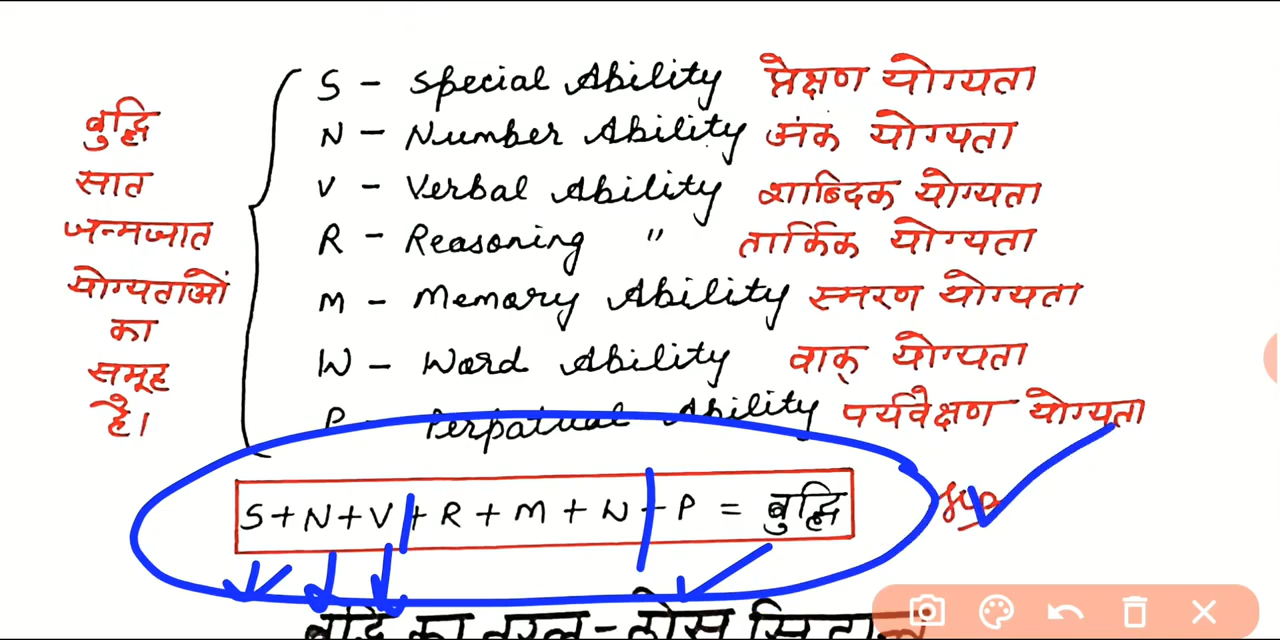 S - Special Ability प्रेक्षण योग्यता
N - Number Ability अंक योग्यता
V - Verbal Ability शाब्दिक योग्यता
R - Reasoning " तार्किक योग्यता
M - Memory Ability स्मरण योग्यता
W - Word Ability वाक् योग्यता
P - Perpatual Ability पर्यवेक्षण योग्यता
बुद्धि
सात
जन्मजात
योग्यताओं
का
समूह
है।
S + N + V + R + M + W + P = बुद्धि
बुद्धि का तरल - ठोस सिद्धान्त